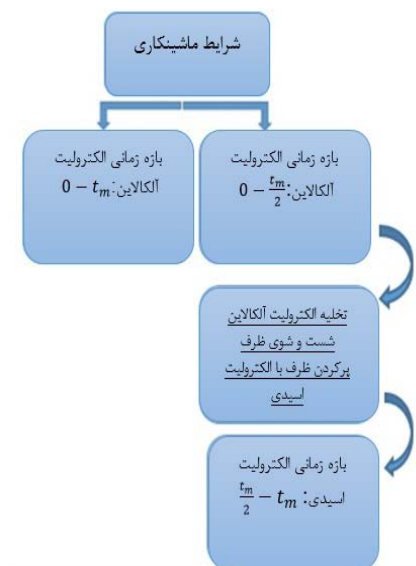 شرایط ماشینکاری
بازه زمانی الکترولیت
آلکالاین: 0 − t_m/2
بازه زمانی الکترولیت
آلکالاین: 0 − t_m
تخلیه الکترولیت آلکالاین
شست و شوی ظرف
پرکردن ظرف با الکترولیت
اسیدی
بازه زمانی الکترولیت
اسیدی: t_m/2 − t_m